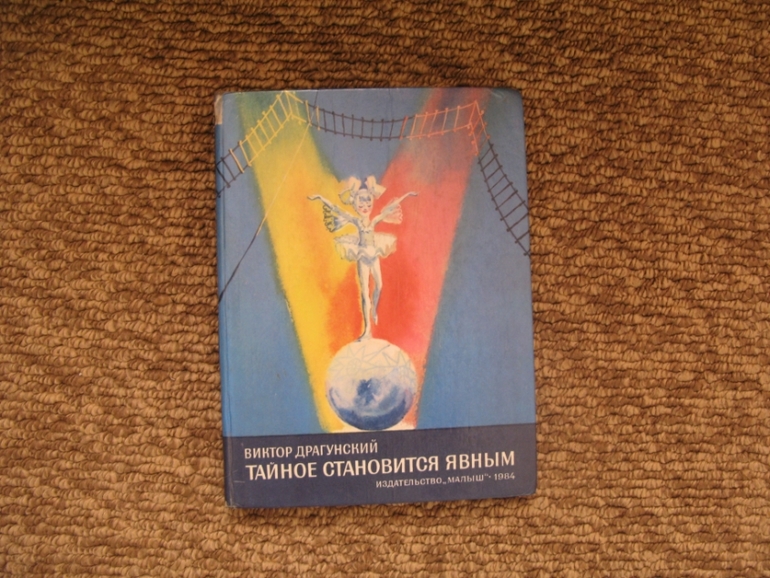 ВИКТОР ДРАГУНСКИЙ
ТАЙНОЕ СТАНОВИТСЯ ЯВНЫМ
ИЗДАТЕЛЬСТВО „МАЛЫШ“ · 1984